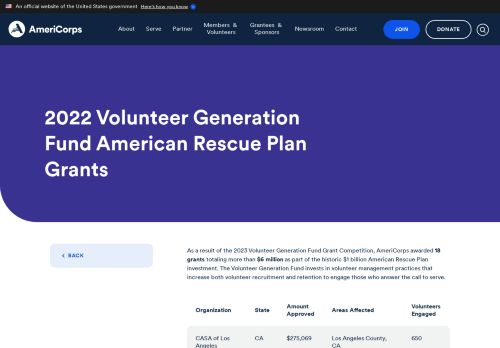 An official website of the United States government Here's how you know
AmeriCorps
About Serve Partner Members & Volunteers Grantees & Sponsors Newsroom Contact JOIN DONATE
2022 Volunteer Generation
Fund American Rescue Plan
Grants
BACK
As a result of the 2023 Volunteer Generation Fund Grant Competition, AmeriCorps awarded 18
grants totaling more than $6 million as part of the historic $1 billion American Rescue Plan
investment. The Volunteer Generation Fund invests in volunteer management practices that
increase both volunteer recruitment and retention to engage those who answer the call to serve.
Organization State Amount Approved Areas Affected Volunteers Engaged
CASA of Los Angeles CA $275,069 Los Angeles County, CA 650